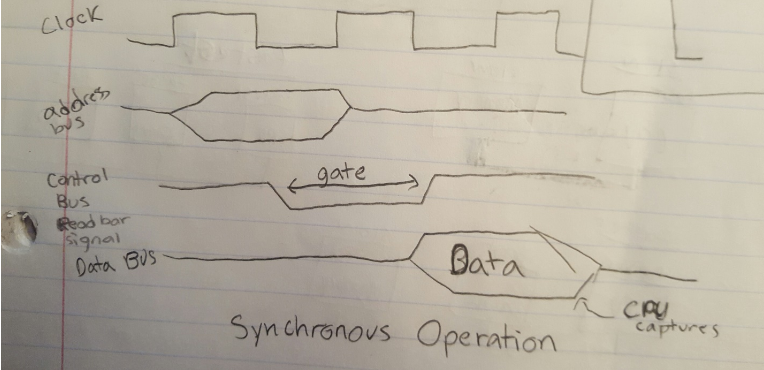 Clock
address
bus
gate
Control
Bus
Read bar
signal
Data Bus
Data
CPU
captures
Synchronous Operation